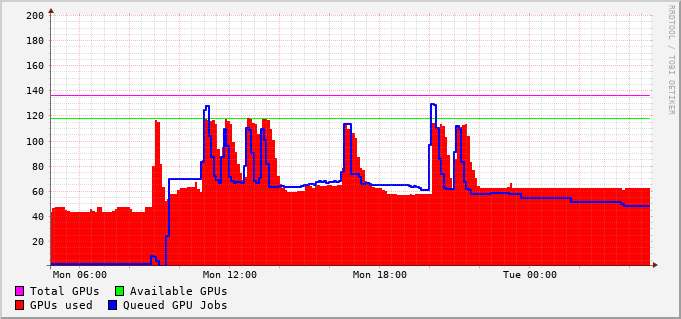 200
180
160
140
120
100
80
60
40
20
Mon 06:00 Mon 12:00 Mon 18:00 Tue 00:00
Total GPUs Available GPUs
GPUs used Queued GPU Jobs
RRDTOOL / TOBI OETIKER